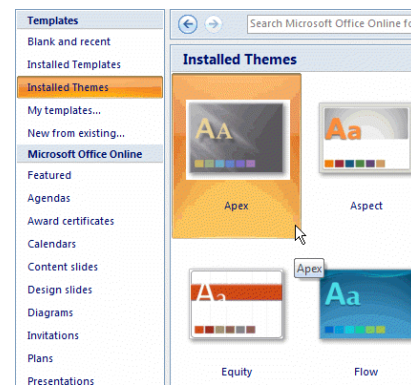 Templates
Blank and recent
Installed Templates
Installed Themes
My templates...
New from existing...
Microsoft Office Online
Featured
Agendas
Award certificates
Calendars
Content slides
Design slides
Diagrams
Invitations
Plans
Presentations
Search Microsoft Office Online fo
Installed Themes
AA
Aa
Apex
Aspect
Apex
Aa
Aa
Equity
Flow